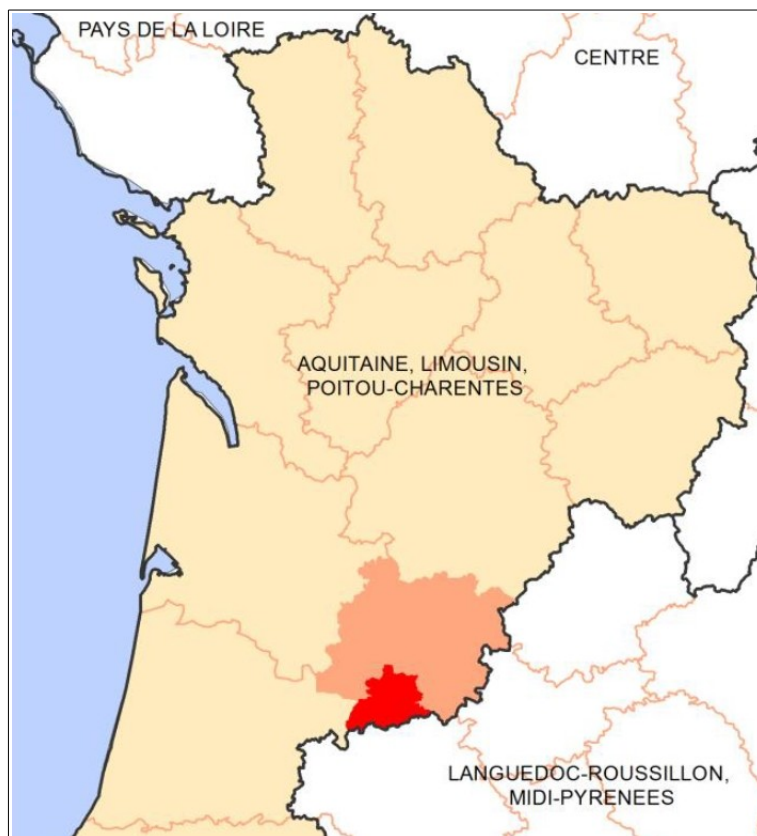 PAYS DE LA LOIRE
CENTRE
AQUITAINE, LIMOUSIN,
POITOU-CHARENTES
LANGUEDOC-ROUSSILLON,
MIDI-PYRENEES